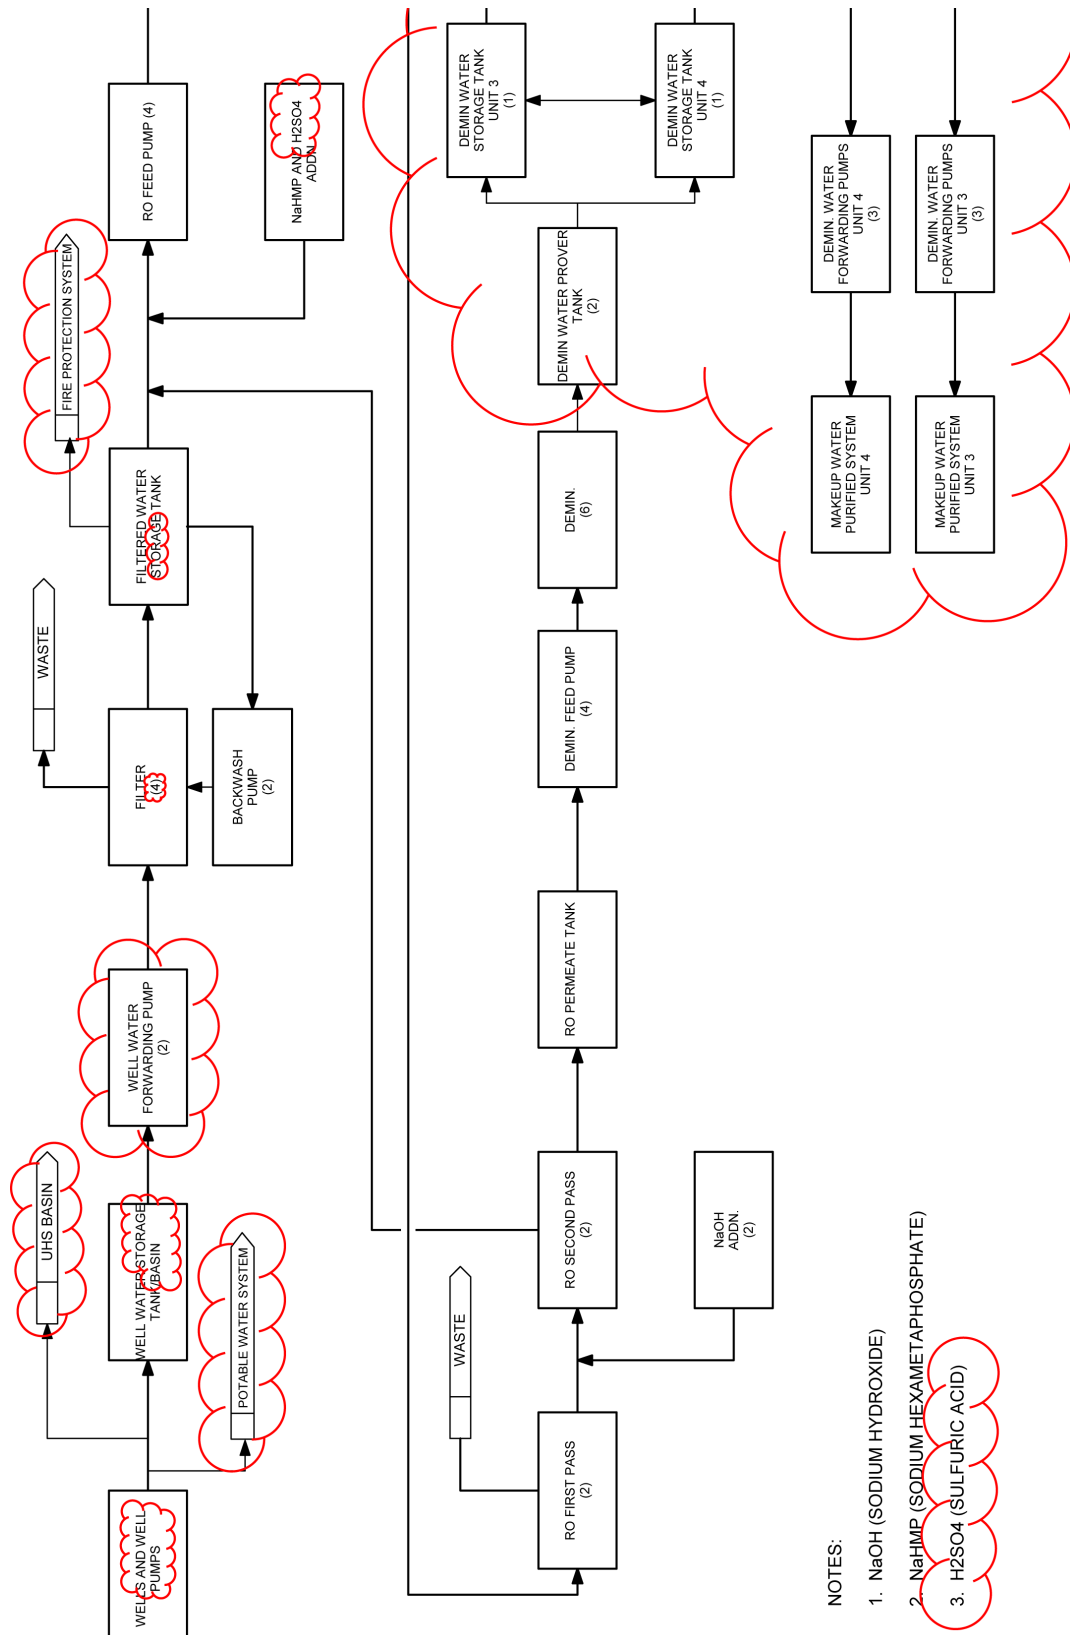 WELLS AND WELL
PUMPS
UHS BASIN
POTABLE WATER SYSTEM
WELL WATER STORAGE
TANK/BASIN
WELL WATER
FORWARDING PUMP
(2)
WASTE
FILTER
(4)
BACKWASH
PUMP
(2)
FIRE PROTECTION SYSTEM
FILTERED WATER
STORAGE TANK
RO FEED PUMP (4)
NaHMP AND H2SO4
ADDN
WASTE
RO FIRST PASS
(2)
RO SECOND PASS
(2)
NaOH
ADDN.
(2)
RO PERMEATE TANK
DEMIN. FEED PUMP
(4)
DEMIN.
(6)
DEMIN WATER PROVER
TANK
(2)
DEMIN WATER
STORAGE TANK
UNIT 3
(1)
DEMIN WATER
STORAGE TANK
UNIT 4
(1)
MAKEUP WATER
PURIFIED SYSTEM
UNIT 4
DEMIN. WATER
FORWARDING PUMPS
UNIT 4
(3)
MAKEUP WATER
PURIFIED SYSTEM
UNIT 3
DEMIN. WATER
FORWARDING PUMPS
UNIT 3
(3)
NOTES:
1. NaOH (SODIUM HYDROXIDE)
2. NaHMP (SODIUM HEXAMETAPHOSPHATE)
3. H2SO4 (SULFURIC ACID)